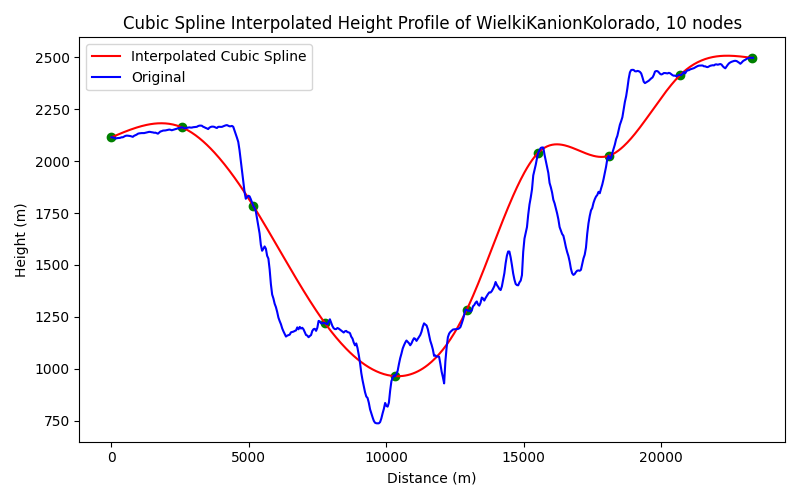 Cubic Spline Interpolated Height Profile of WielkiKanionKolorado, 10 nodes
Interpolated Cubic Spline
Original
Height (m)
2500
2250
2000
1750
1500
1250
1000
750
0 5000 10000 15000 20000
Distance (m)